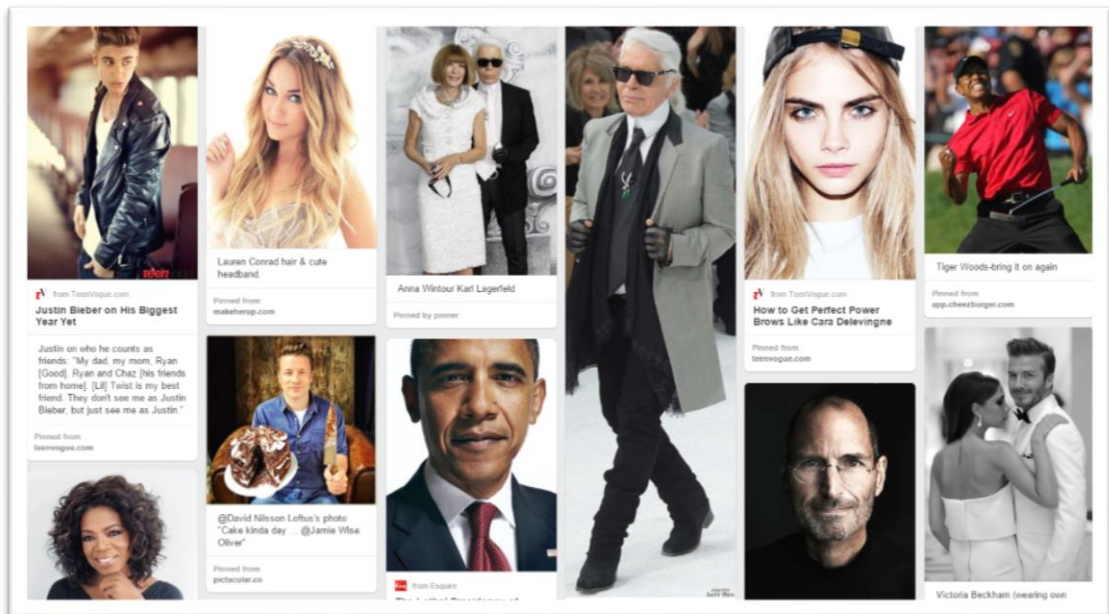 teen
from TeenVogue.com
Justin Bieber on His Biggest
Year Yet
Justin on who he counts as
friends: "My dad, my mom, Ryan
[Good]. Ryan and Chaz [his friends
from home]. [Lil] Twist is my best
friend. They don't see me as Justin
Bieber, but just see me as Justin."
Pinned from
teenvogue.com
Lauren Conrad hair & cute
headband.
Pinned from
makeherup.com
@David Nilsson Loftus's photo
"Cake kinda day ... @Jamie Wise
Oliver"
Pinned from
pictacular.co
Anna Wintour Karl Lagerfeld
Pinned by pinner
from Esquire
The Lethal Presidency of
from TeenVogue.com
How to Get Perfect Power
Brows Like Cara Delevingne
Pinned from
teenvogue.com
Tiger Woods-bring it on again
Pinned from
app.cheezburger.com
Victoria Beckham (wearing own